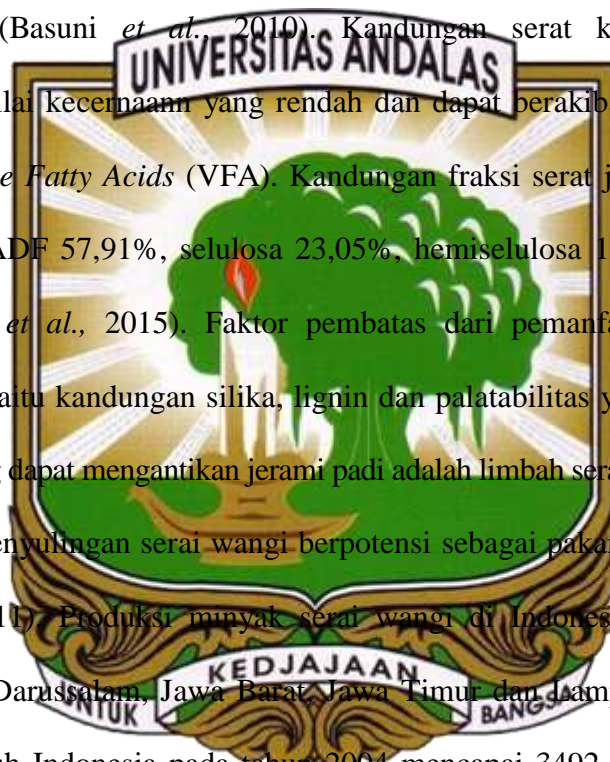 (Basuni et al., 2010). Kandungan serat k
UNIVERSITAS ANDALAS
lai kecernaann yang rendah dan dapat berakib
e Fatty Acids (VFA). Kandungan fraksi serat j
ADF 57,91%, selulosa 23,05%, hemiselulosa 1
et al., 2015). Faktor pembatas dari pemanfa
aitu kandungan silika, lignin dan palatabilitas y
g dapat mengantikan jerami padi adalah limbah sera
enyulingan serai wangi berpotensi sebagai pakan
11). Produksi minyak serai wangi di Indones
UNTUK KEDJAJAAN BANGSA
Darussalam, Jawa Barat, Jawa Timur dan Lam
uh Indonesia pada tahun 2004 mencapai 3492